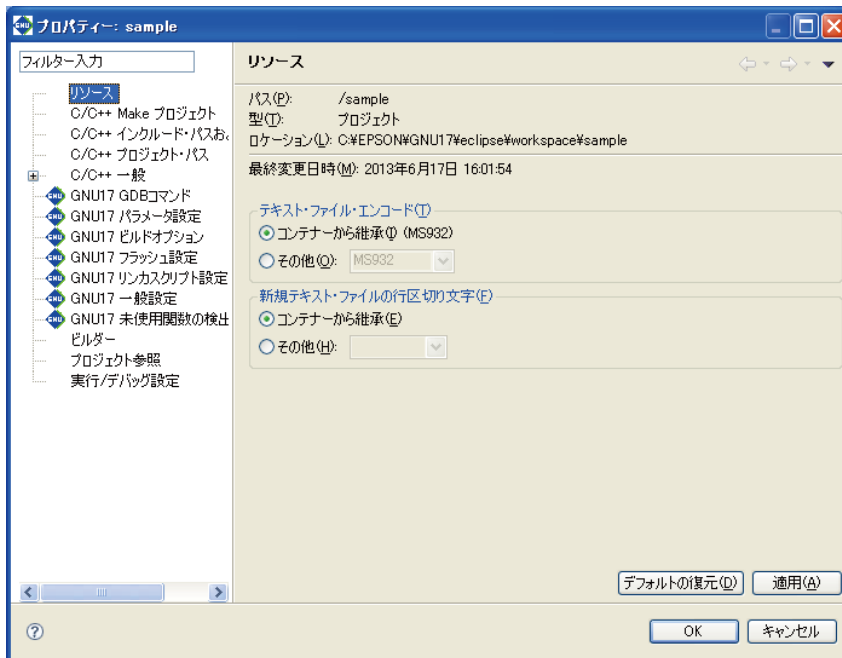 プロパティー: sample
フィルター入力
リソース
C/C++ Make プロジェクト
C/C++ インクルード・パスお.
C/C++ プロジェクト・パス
C/C++ 一般
GNU17 GDBコマンド
GNU17 パラメータ設定
GNU17 ビルドオプション
GNU17 フラッシュ設定
GNU17 リンカスクリプト設定
GNU17 一般設定
GNU17 未使用関数の検出
ビルダー
プロジェクト参照
実行/デバッグ設定
リソース
パス(P): /sample
型(T): プロジェクト
ロケーション(L): C:¥EPSON¥GNU17¥eclipse¥workspace¥sample
最終変更日時(M): 2013年6月17日 16:01:54
テキスト・ファイル・エンコード(T)
コンテナーから継承(I) (MS932)
その他(O): MS932
新規テキスト・ファイルの行区切り文字(F)
コンテナーから継承(E)
その他(H):
デフォルトの復元(D) 適用(A)
OK キャンセル